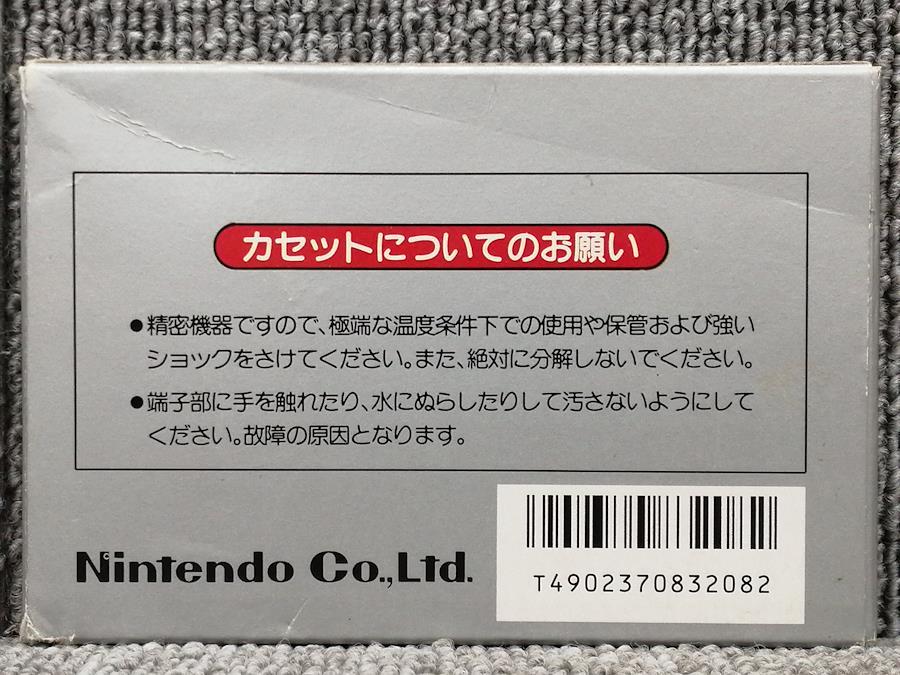 カセットについてのお願い
●精密機器ですので、極端な温度条件下での使用や保管および強い
ショックをさけてください。また、絶対に分解しないでください。
●端子部に手を触れたり、水にぬらしたりして汚さないようにして
ください。故障の原因となります。
Nintendo Co.,Ltd.
T4902370832082